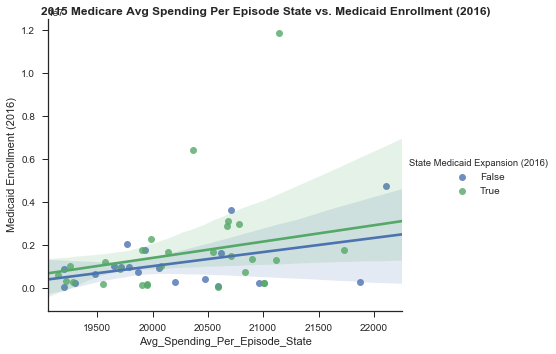 2015 Medicare Avg Spending Per Episode State vs. Medicaid Enrollment (2016)
1.2
1.0
0.8
0.6
0.4
0.2
0.0
Medicaid Enrollment (2016)
19500 20000 20500 21000 21500 22000
Avg_Spending_Per_Episode_State
State Medicaid Expansion (2016)
False
True